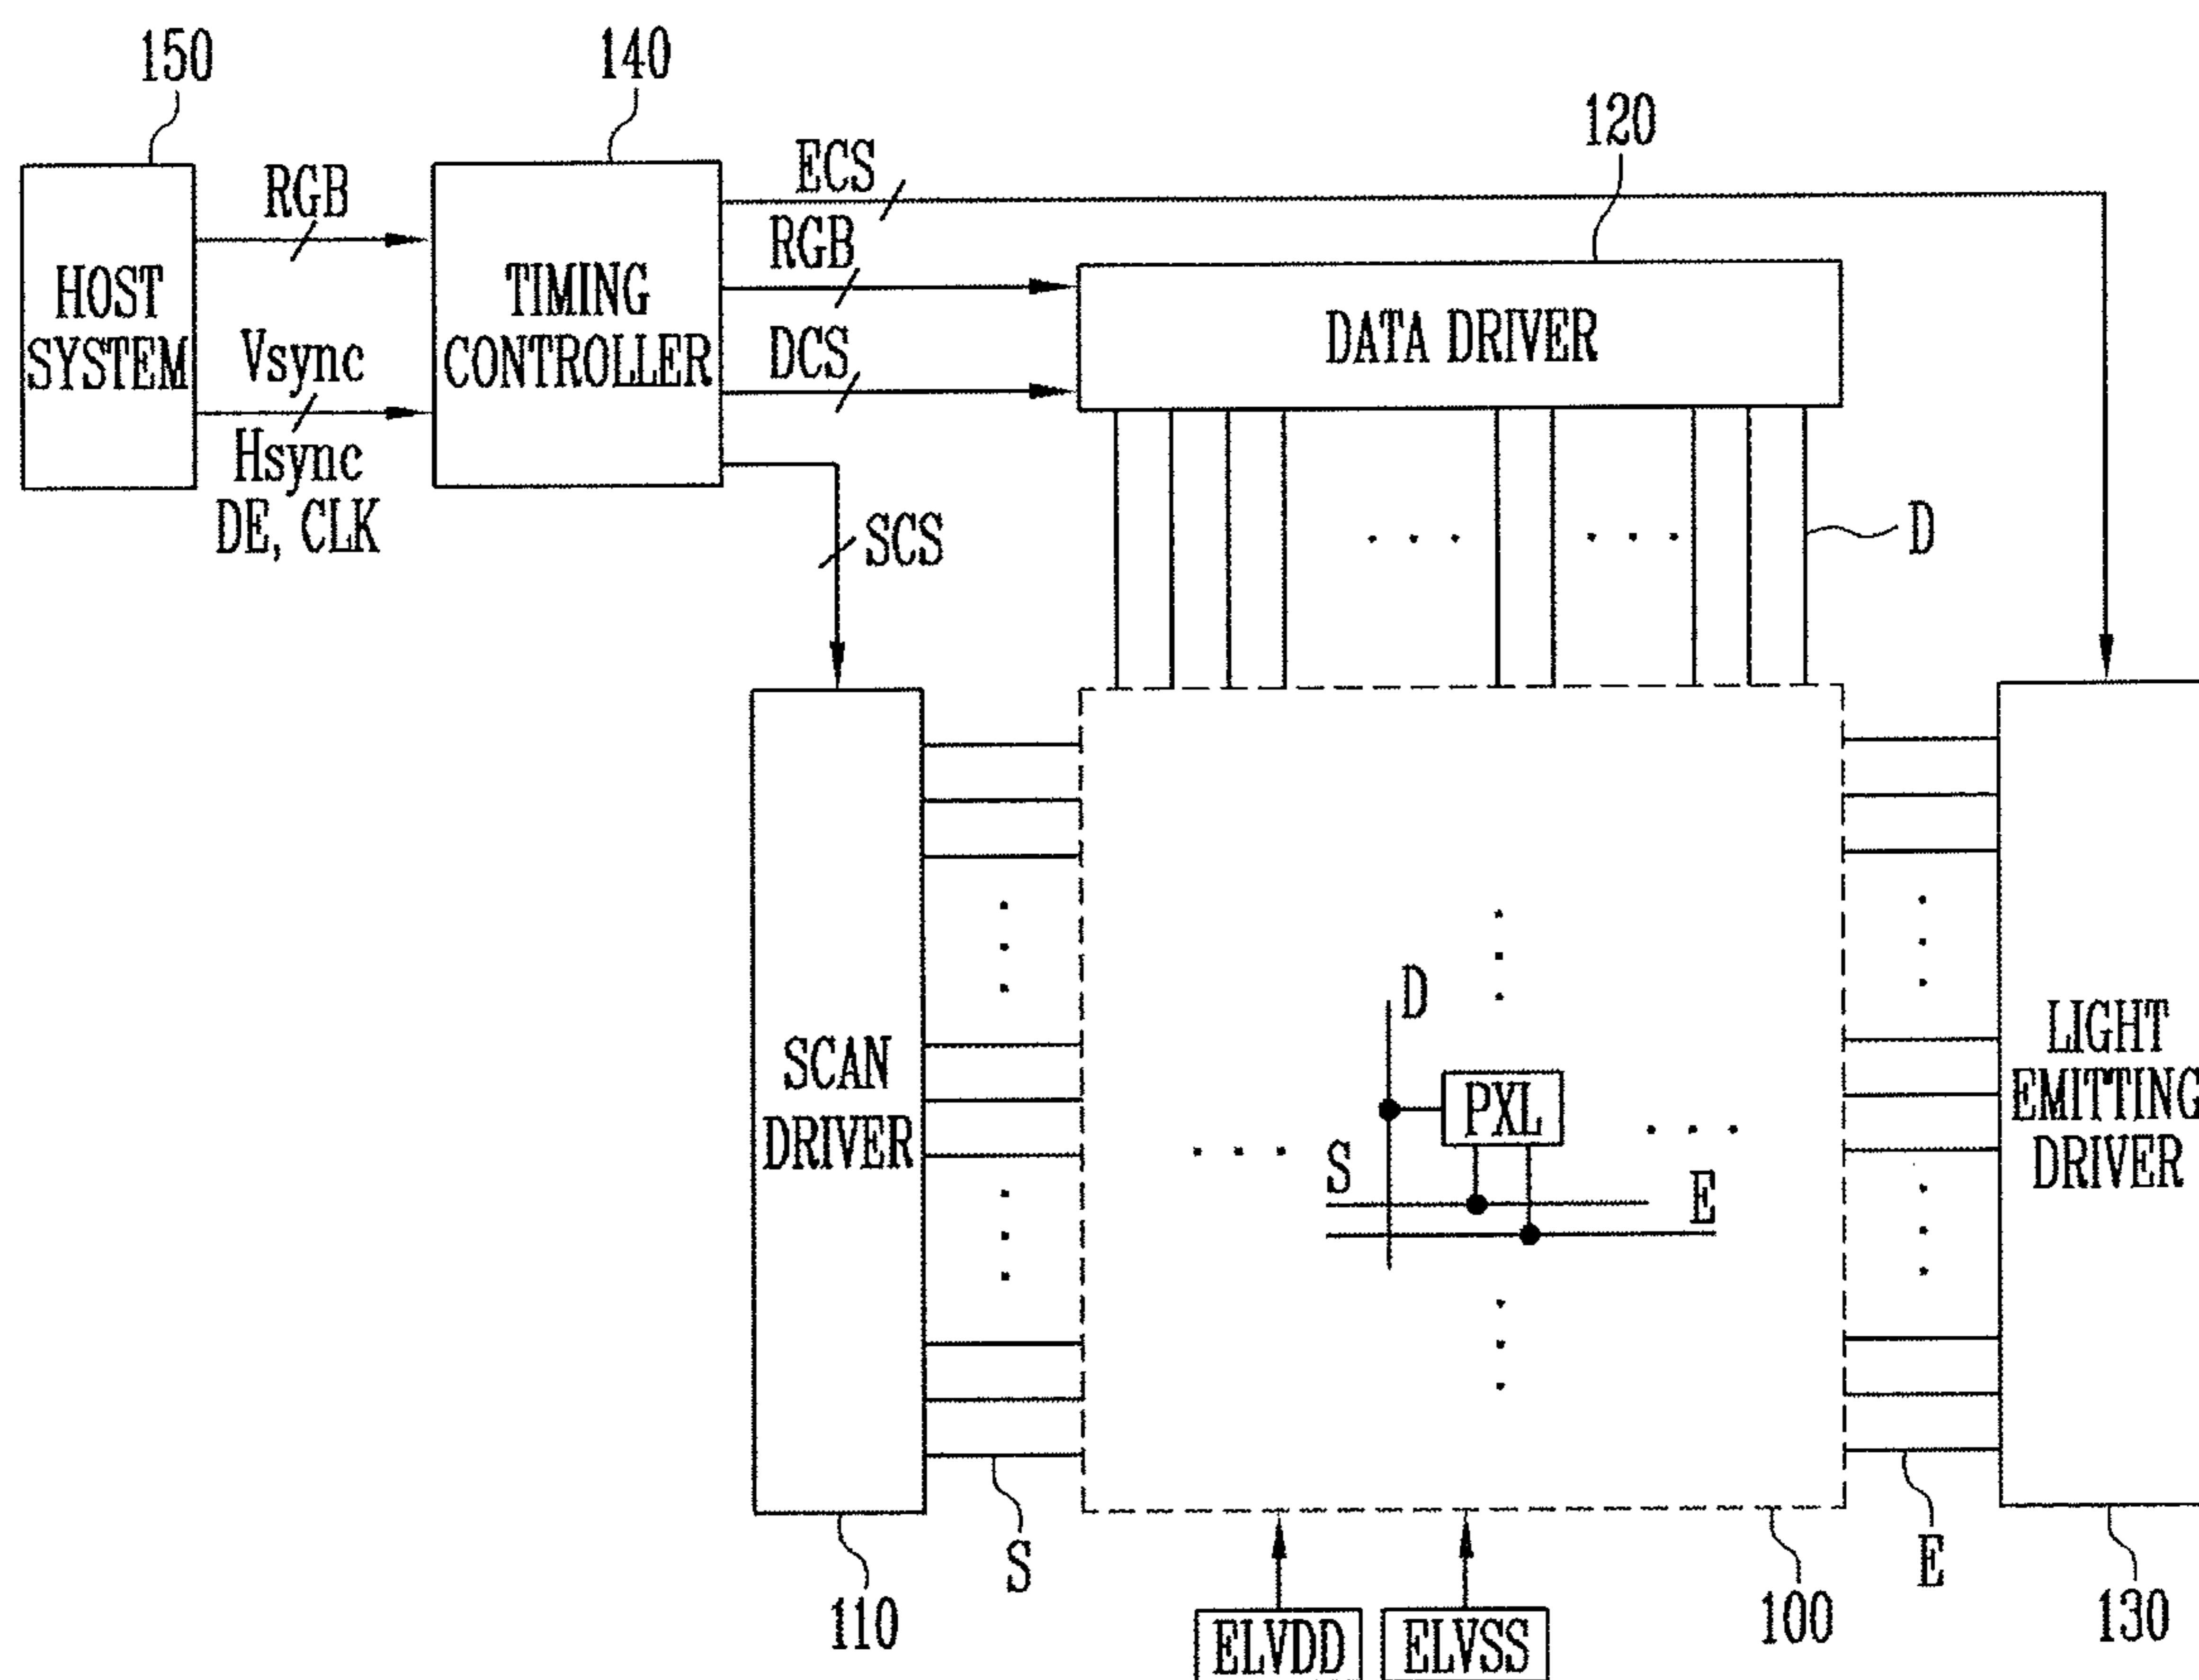 150
140
120
ECS
RGB
RGB
HOST
SYSTEM
TIMING
CONTROLLER
DATA DRIVER
Vsync
DCS
Hsync
DE, CLK
SCS
D
D
SCAN
DRIVER
PXL
LIGHT
EMITTING
DRIVER
S
E
S
E
110
ELVDD
ELVSS
100
130